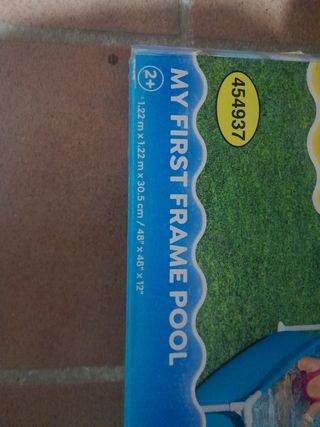 2+
MY FIRST FRAME POOL
1.22 m x 1.22 m x 30.5 cm / 48" x 48" x 12"
454937